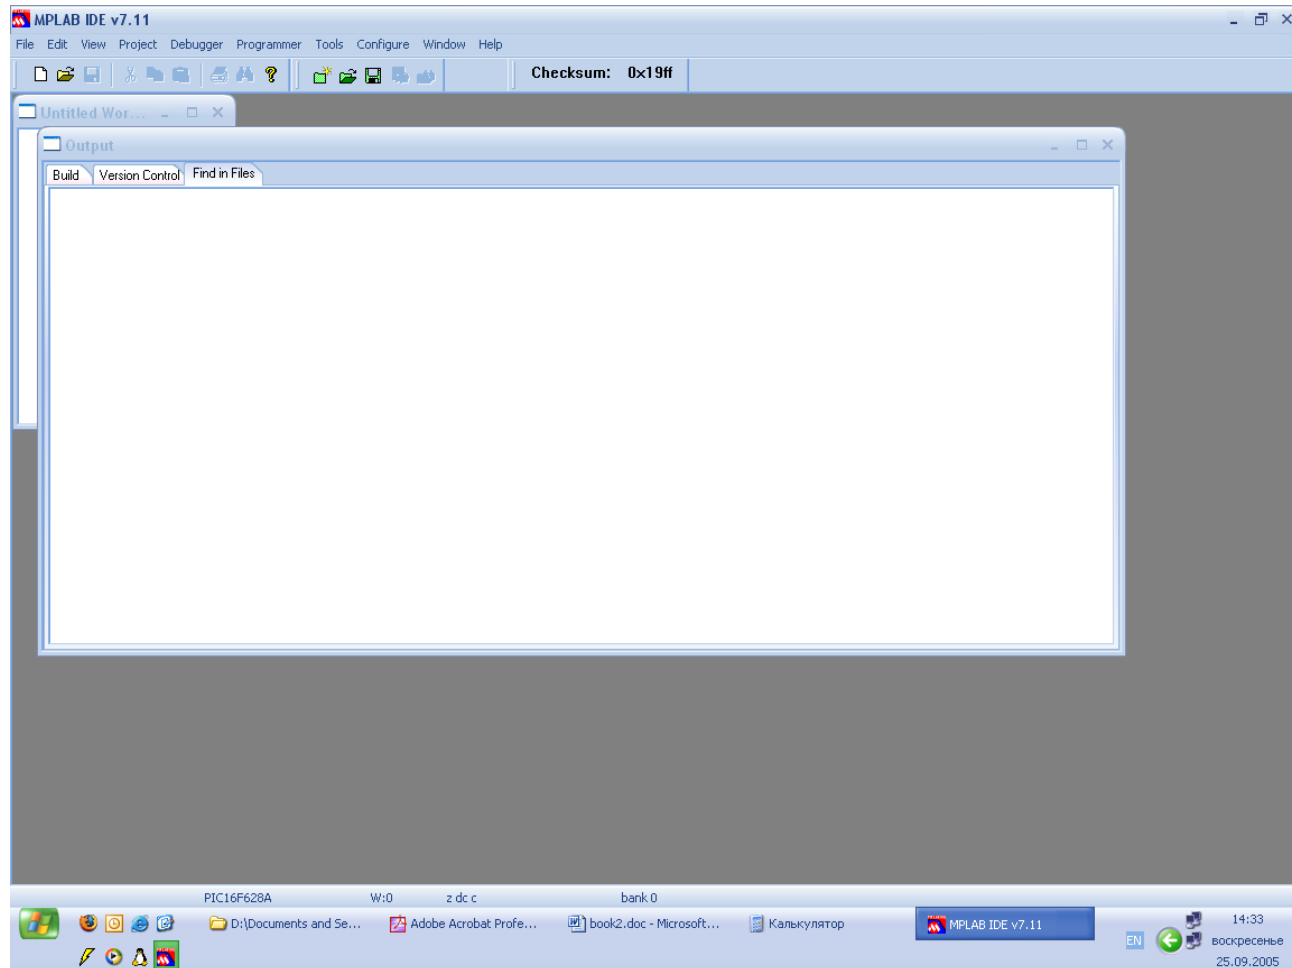 MPLAB IDE v7.11
File Edit View Project Debugger Programmer Tools Configure Window Help
Checksum: 0x19ff
Untitled Wor...
Output
Build Version Control Find in Files
PIC16F628A W:0 z dc c bank 0
D:\Documents and Se... Adobe Acrobat Profe... book2.doc - Microsoft... Калькулятор MPLAB IDE v7.11
EN
14:33
воскресенье
25.09.2005